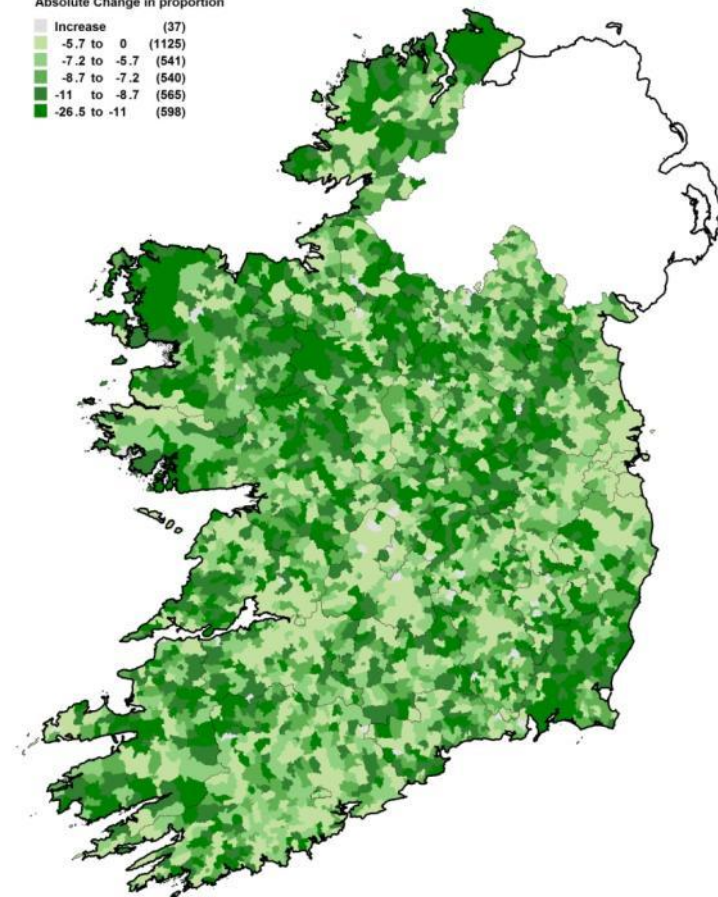 Absolute Change in proportion
Increase (37)
-5.7 to 0 (1125)
-7.2 to -5.7 (541)
-8.7 to -7.2 (540)
-11 to -8.7 (565)
-26.5 to -11 (598)